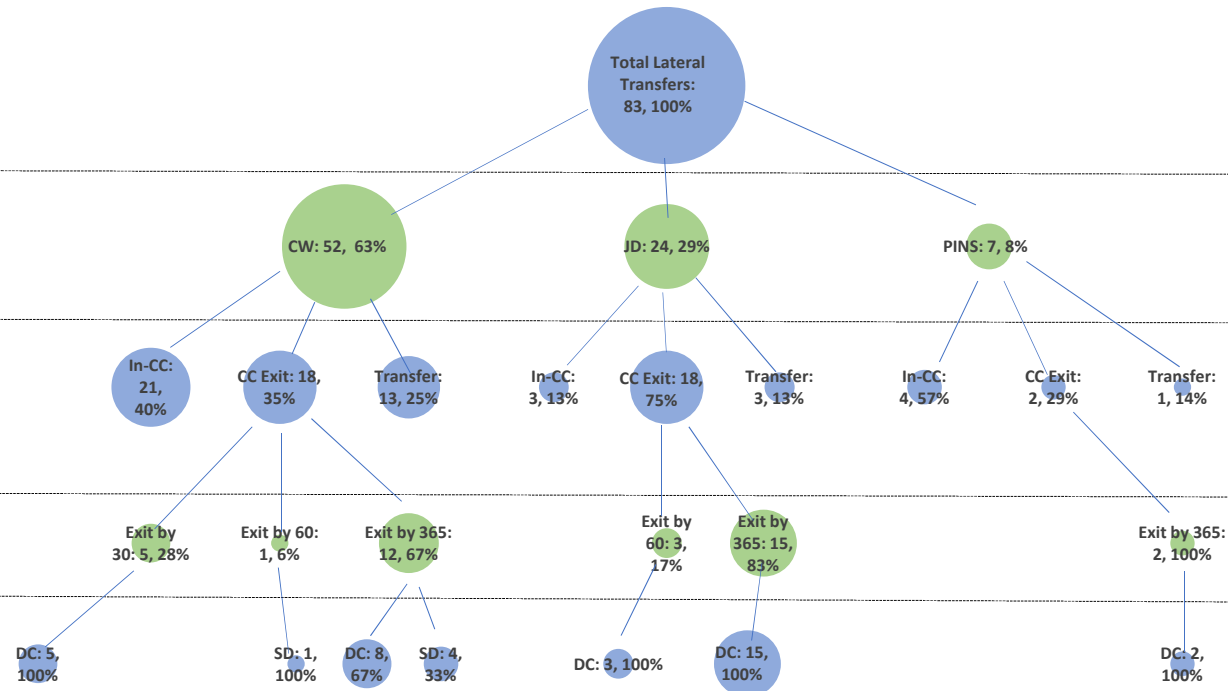 Total Lateral
Transfers:
83, 100%
CW: 52, 63%
JD: 24, 29%
PINS: 7, 8%
In-CC:
21,
40%
CC Exit: 18,
35%
Transfer:
13, 25%
In-CC:
3, 13%
CC Exit: 18,
75%
Transfer:
3, 13%
In-CC:
4, 57%
CC Exit:
2, 29%
Transfer:
1, 14%
Exit by
30: 5, 28%
Exit by 60:
1, 6%
Exit by 365:
12, 67%
Exit by
60: 3,
17%
Exit by
365: 15,
83%
Exit by 365:
2, 100%
DC: 5,
100%
SD: 1,
100%
DC: 8,
67%
SD: 4,
33%
DC: 3, 100%
DC: 15,
100%
DC: 2,
100%